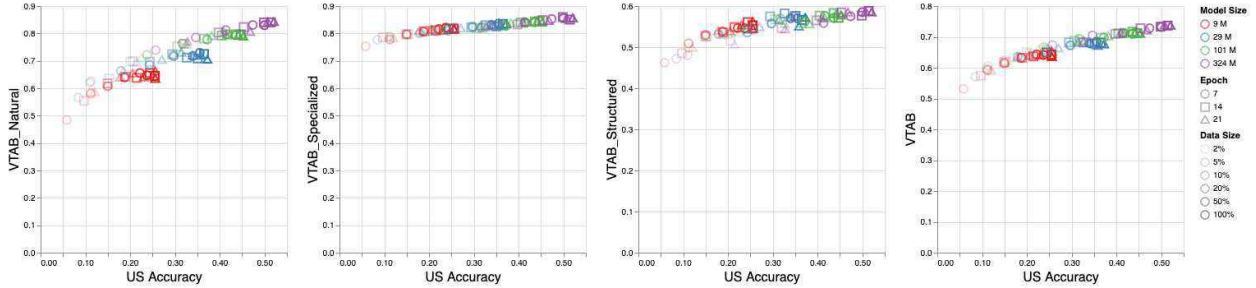 VTAB_Natural
0.9
0.8
0.7
0.6
0.5
0.4
0.3
0.2
0.1
0.0
0.00 0.10 0.20 0.30 0.40 0.50
US Accuracy
VTAB_Specialized
0.9
0.8
0.7
0.6
0.5
0.4
0.3
0.2
0.1
0.0
0.00 0.10 0.20 0.30 0.40 0.50
US Accuracy
VTAB_Structured
0.6
0.5
0.4
0.3
0.2
0.1
0.0
0.00 0.10 0.20 0.30 0.40 0.50
US Accuracy
VTAB
0.8
0.7
0.6
0.5
0.4
0.3
0.2
0.1
0.0
0.00 0.10 0.20 0.30 0.40 0.50
US Accuracy
Model Size
9 M
29 M
101 M
324 M
Epoch
7
14
21
Data Size
2%
5%
10%
20%
50%
100%